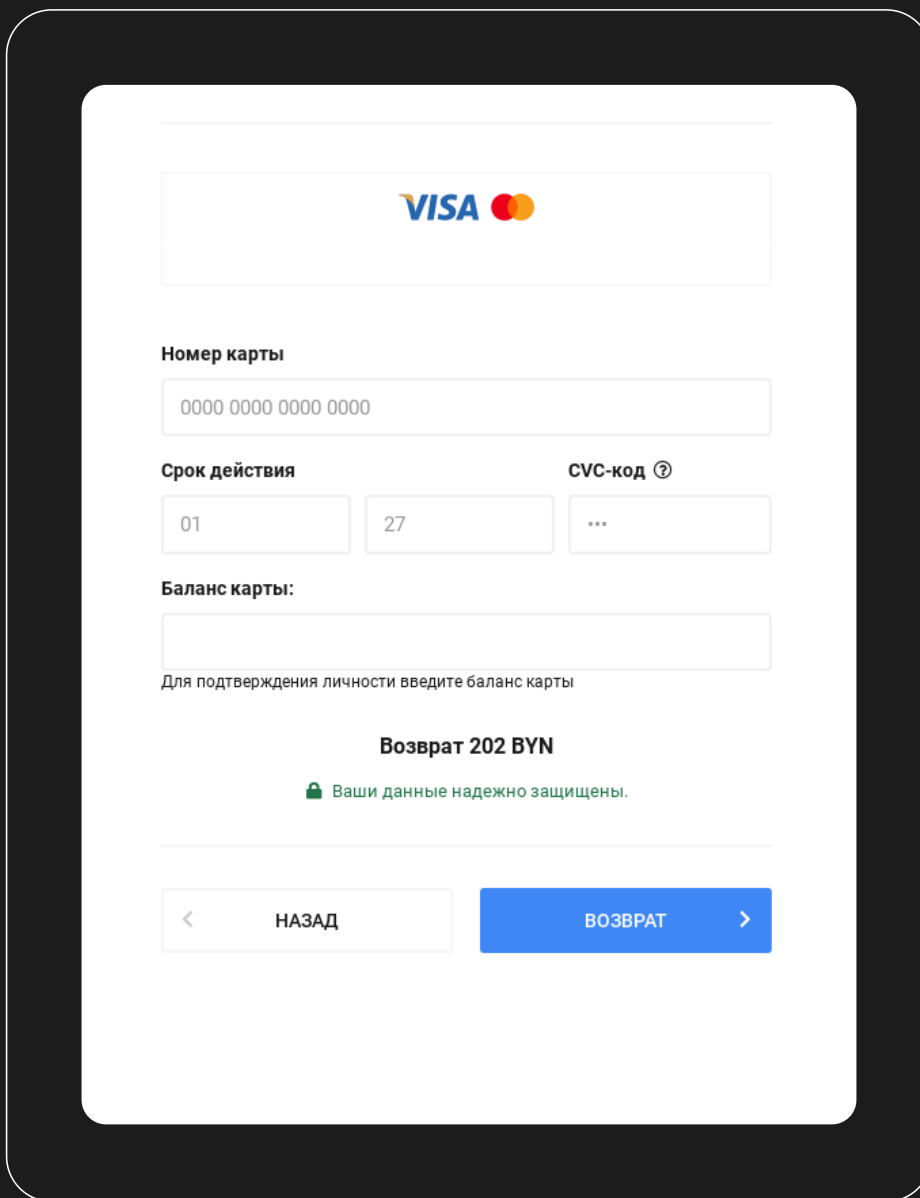 VISA
Номер карты
0000 0000 0000 0000
Срок действия CVC-код ?
01 27 •••
Баланс карты:
Для подтверждения личности введите баланс карты
Возврат 202 BYN
Ваши данные надежно защищены.
НАЗАД ВОЗВРАТ